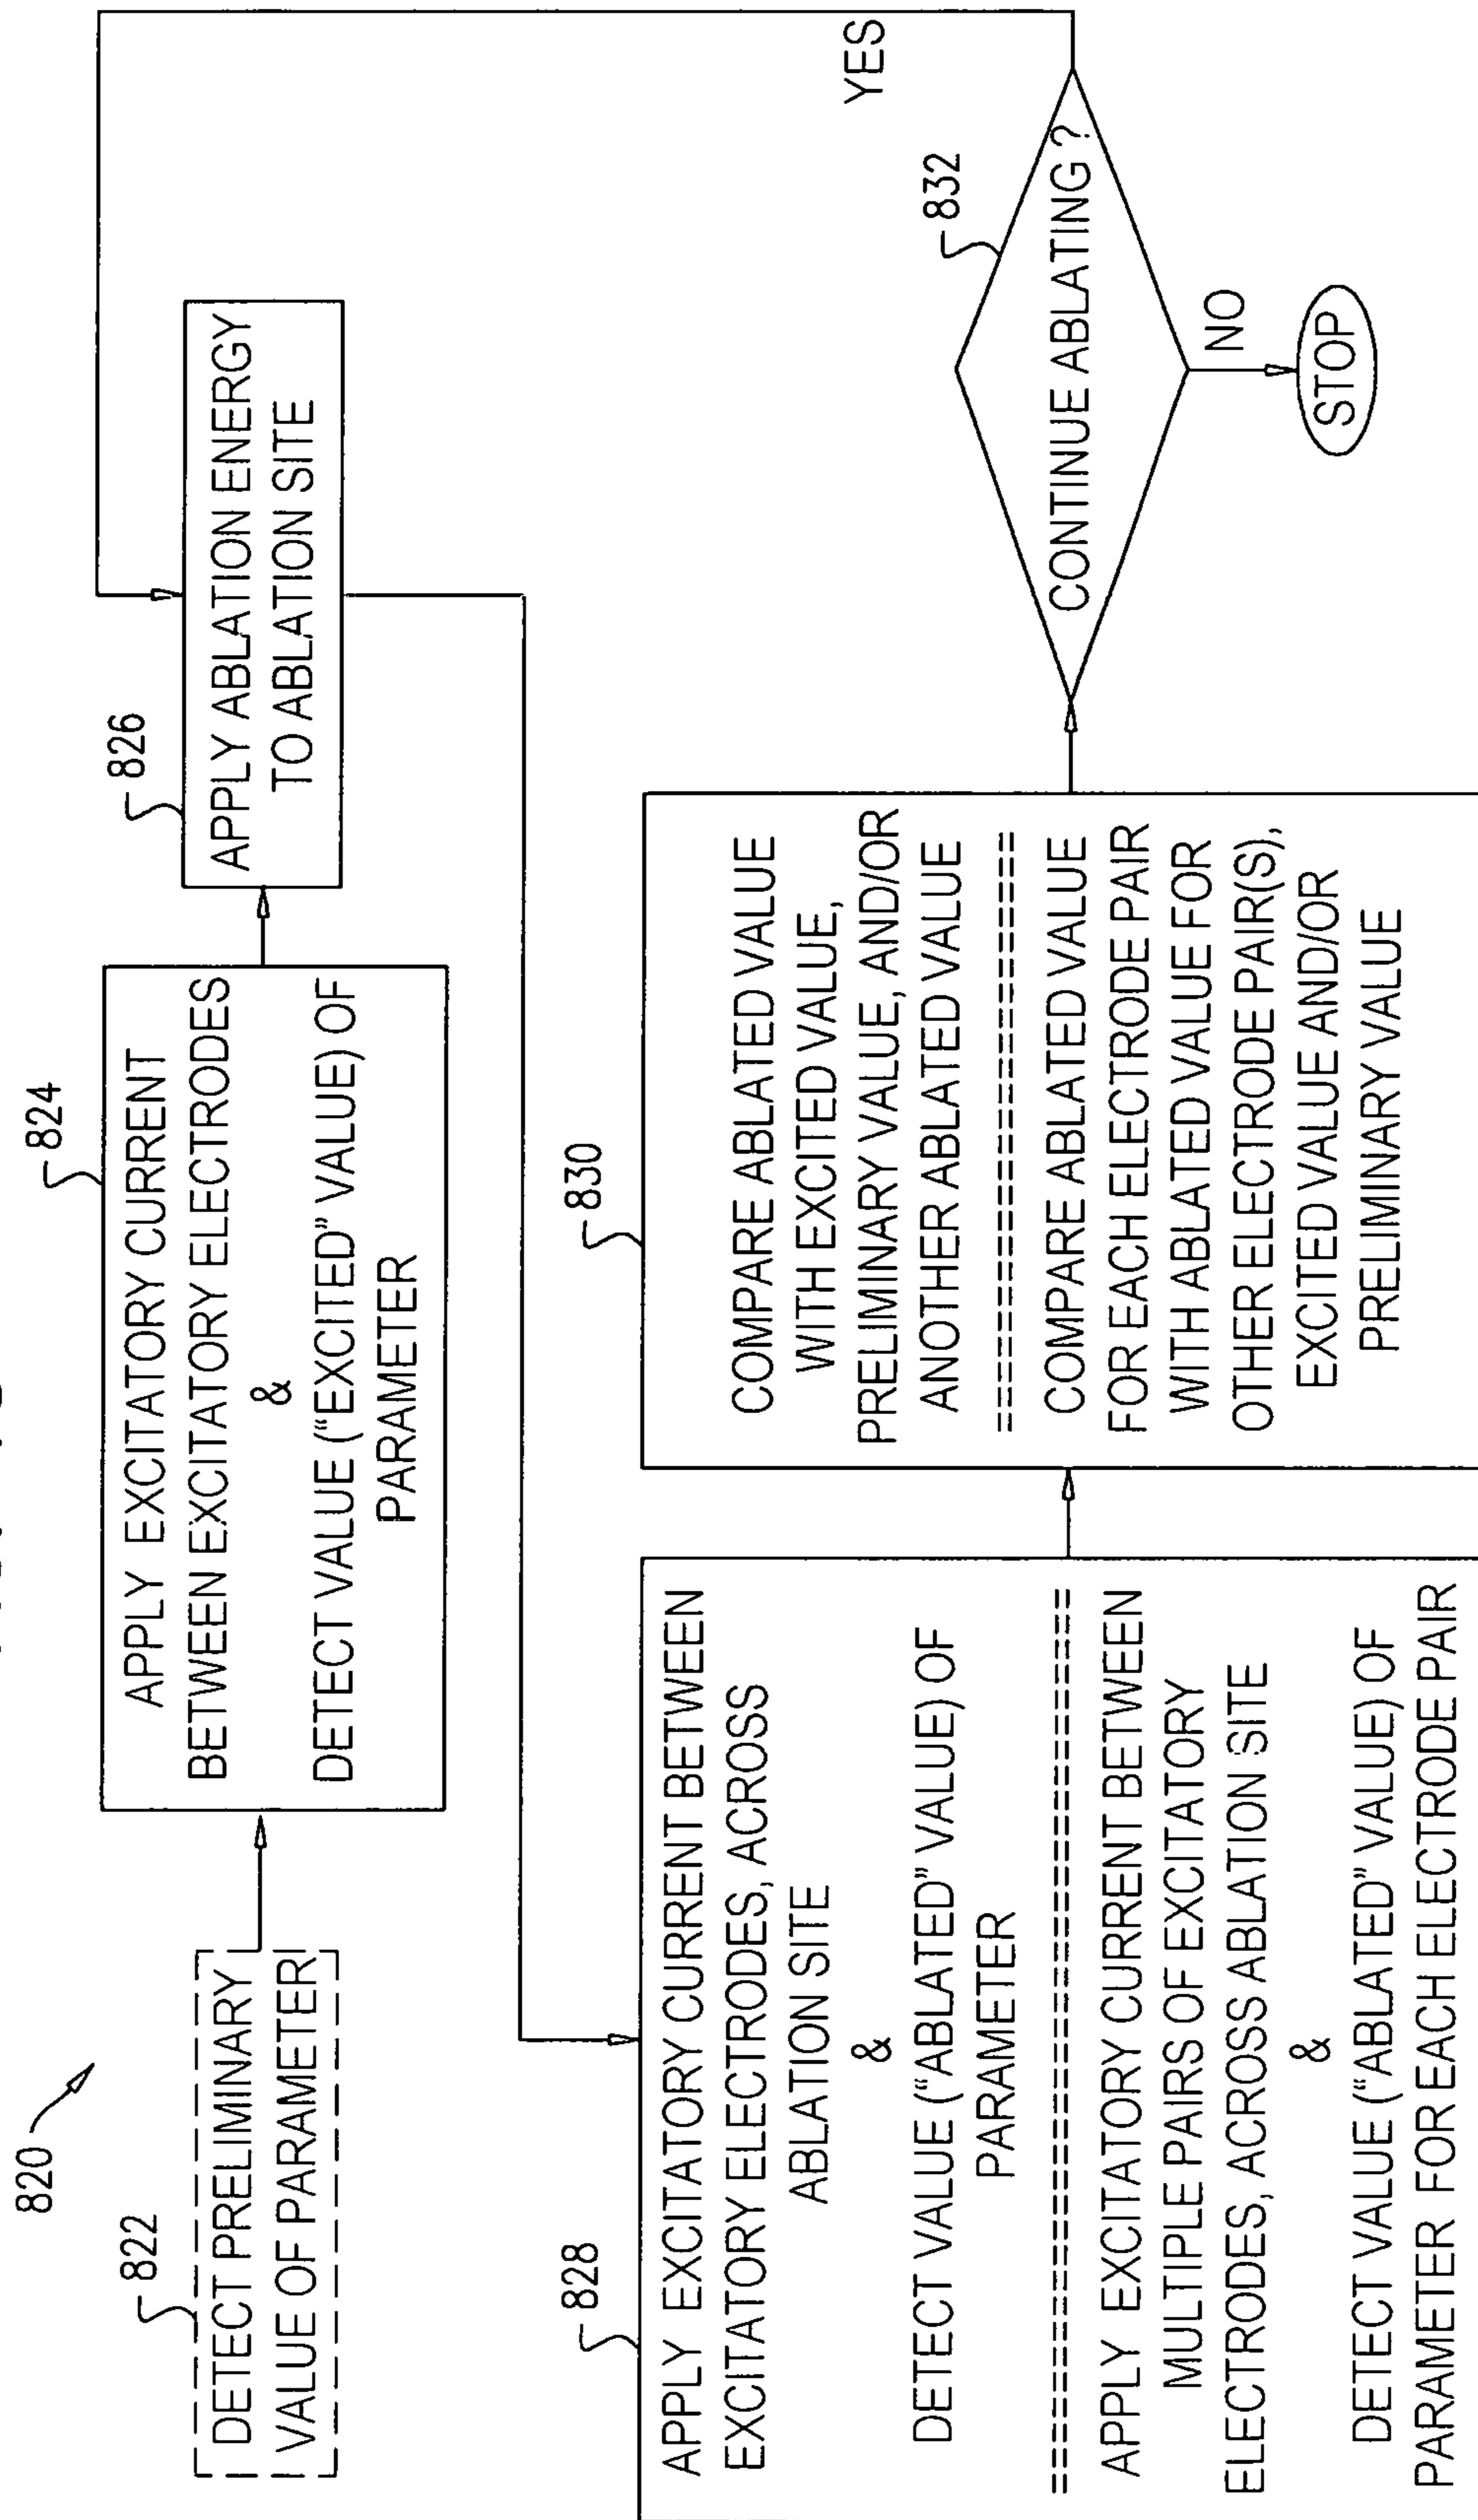 820
822
DETECT PRELIMINARY
VALUE OF PARAMETER
824
APPLY EXCITATORY CURRENT
BETWEEN EXCITATORY ELECTRODES
&
DETECT VALUE (“EXCITED” VALUE) OF
PARAMETER
826
APPLY ABLATION ENERGY
TO ABLATION SITE
828
APPLY EXCITATORY CURRENT BETWEEN
EXCITATORY ELECTRODES, ACROSS
ABLATION SITE
&
DETECT VALUE (“ABLATED” VALUE) OF
PARAMETER
APPLY EXCITATORY CURRENT BETWEEN
MULTIPLE PAIRS OF EXCITATORY
ELECTRODES, ACROSS ABLATION SITE
&
DETECT VALUE (“ABLATED” VALUE) OF
PARAMETER FOR EACH ELECTRODE PAIR
830
COMPARE ABLATED VALUE
WITH EXCITED VALUE,
PRELIMINARY VALUE, AND/OR
ANOTHER ABLATED VALUE
COMPARE ABLATED VALUE
FOR EACH ELECTRODE PAIR
WITH ABLATED VALUE FOR
OTHER ELECTRODE PAIR(S),
EXCITED VALUE AND/OR
PRELIMINARY VALUE
832
CONTINUE ABLATING ?
YES
NO
STOP